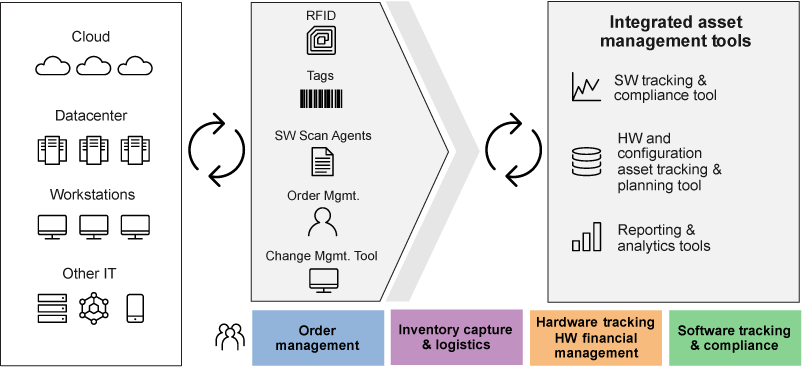 Cloud
Datacenter
Workstations
Other IT
RFID
Tags
SW Scan Agents
Order Mgmt.
Change Mgmt. Tool
Integrated asset
management tools
SW tracking &
compliance tool
HW and
configuration
asset tracking &
planning tool
Reporting &
analytics tools
Order
management
Inventory capture
& logistics
Hardware tracking
HW financial
management
Software tracking
& compliance